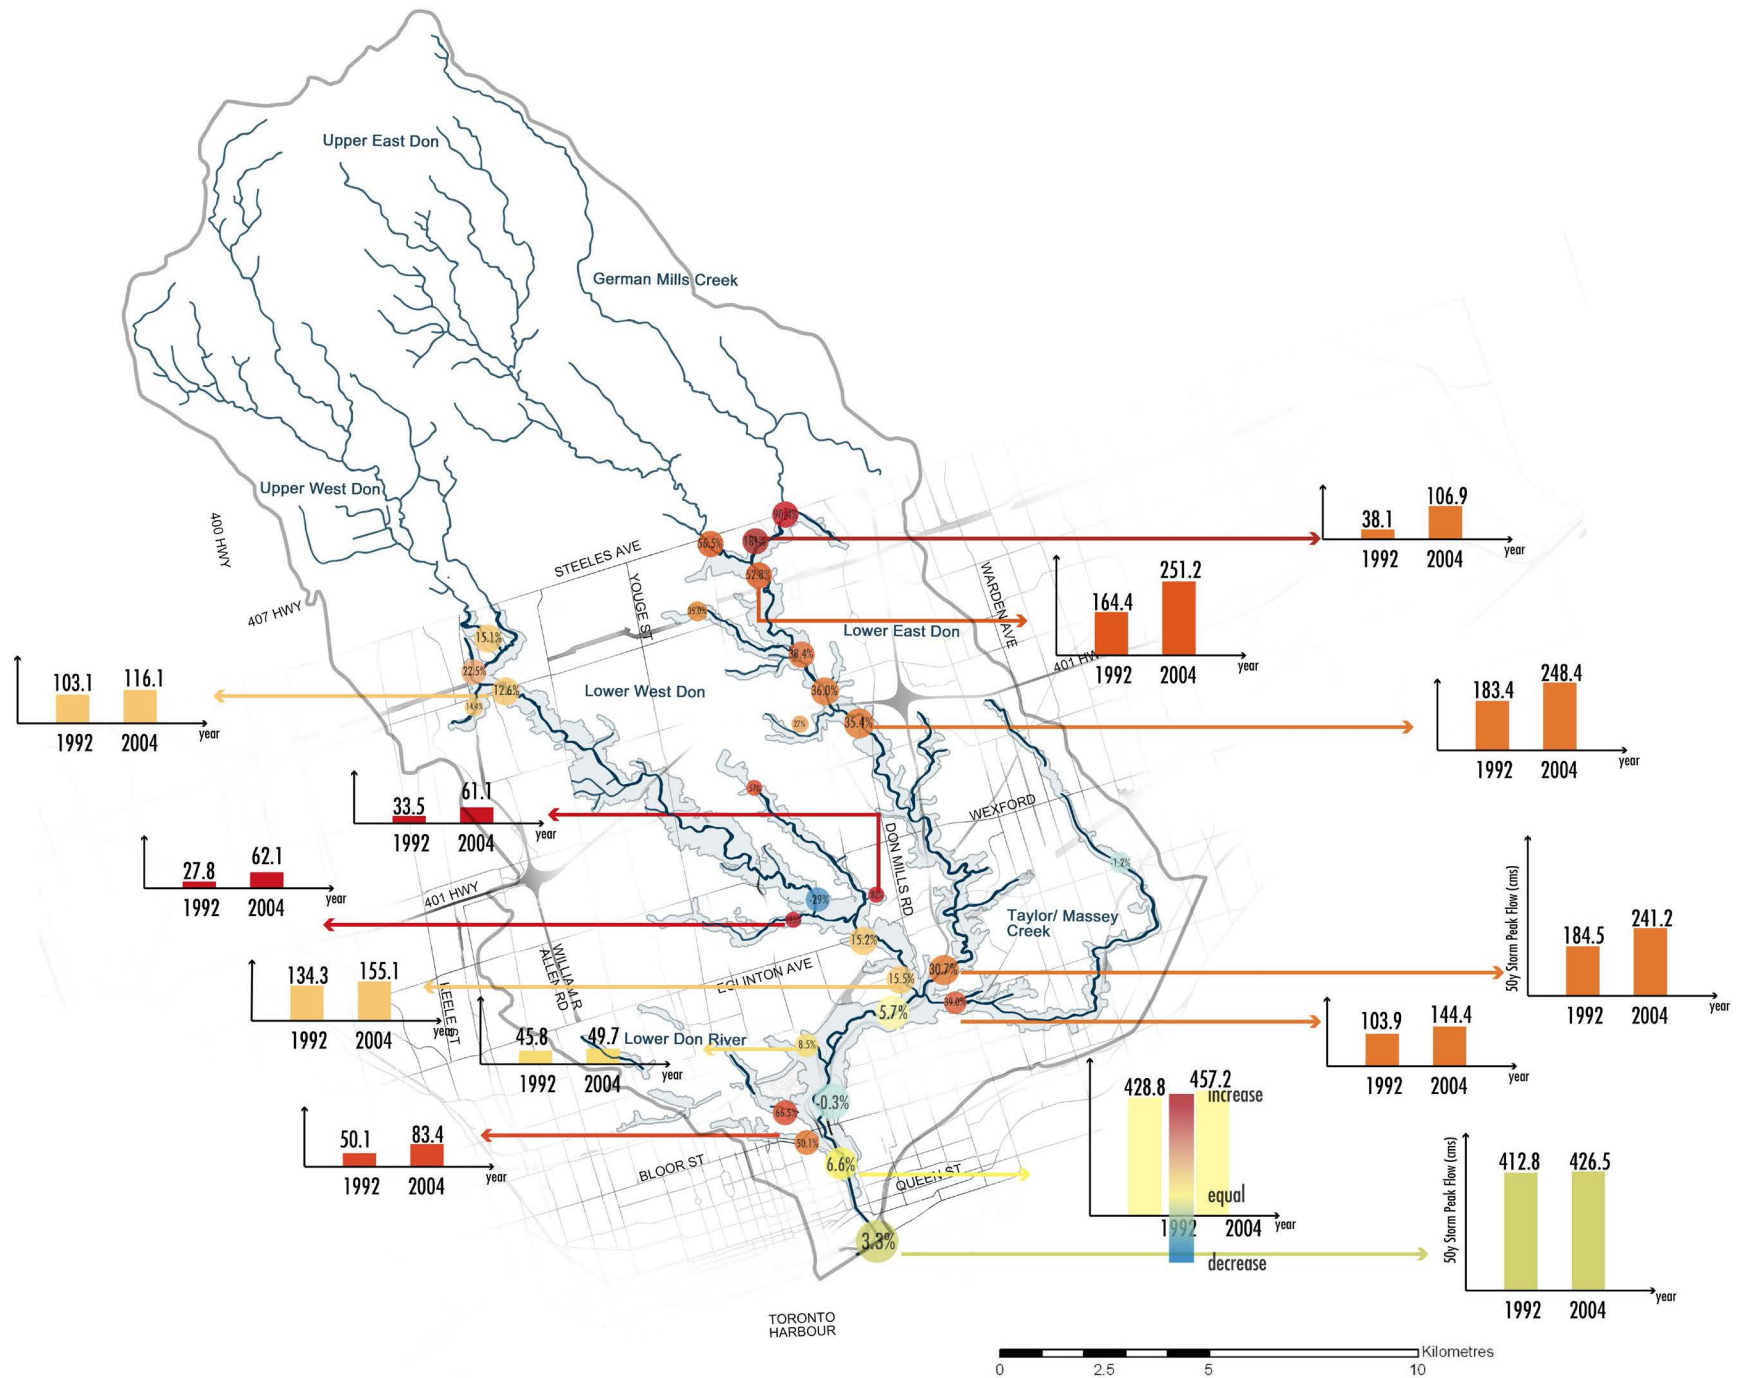 Upper East Don
German Mills Creek
Upper West Don
400 HWY
407 HWY
STEELES AVE
YOUGE ST
WARDEN AVE
401 HW
Lower East Don
Lower West Don
56.5%
52.8%
38.4%
36.0%
35.4%
15.1%
22.5%
12.6%
14.4%
38.1
106.9
1992
2004
year
164.4
251.2
1992
2004
year
103.1
116.1
1992
2004
year
183.4
248.4
1992
2004
year
33.5
61.1
1992
2004
year
27.8
62.1
1992
2004
year
401 HWY
WEXFORD
DON MILLS RD
-1.2%
-29%
Taylor/ Massey
Creek
15.2%
15.5%
30.7%
39.0%
5.7%
50y Storm Peak Flow (cms)
184.5
241.2
1992
2004
year
KEELE ST
WILLIAM R
ALLEN RD
EGLINTON AVE
134.3
155.1
1992
2004
year
45.8
49.7
1992
2004
year
Lower Don River
8.5%
-0.3%
66.5%
50.1%
6.6%
3.3%
103.9
144.4
1992
2004
year
428.8
457.2
1992
2004
year
increase
equal
decrease
50.1
83.4
1992
2004
year
BLOOR ST
QUEEN ST
50y Storm Peak Flow (cms)
412.8
426.5
1992
2004
year
TORONTO
HARBOUR
Kilometres
0
2.5
5
10